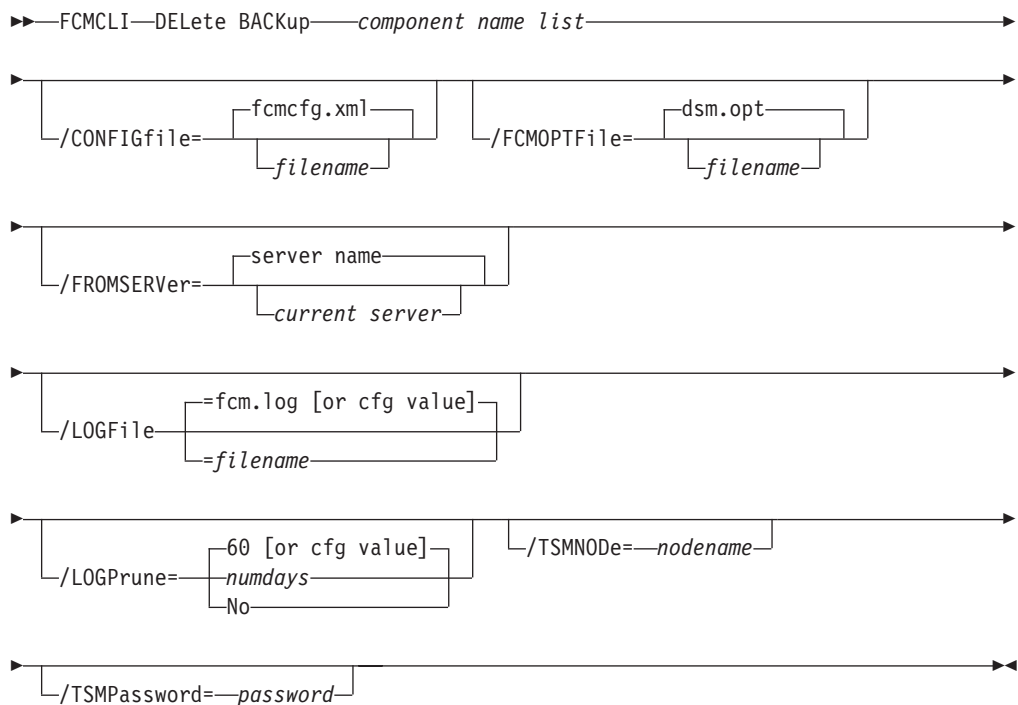 FCMCLI DELete BACKup component name list
fcmcfg.xml dsm.opt
/CONFIGfile= /FCMOPTFile=
filename filename
server name
/FROMSERVer=
current server
=fcm.log [or cfg value]
/LOGFile
=filename
60 [or cfg value] /TSMNODe= nodename
/LOGPrune= numdays
No
/TSMPassword= password